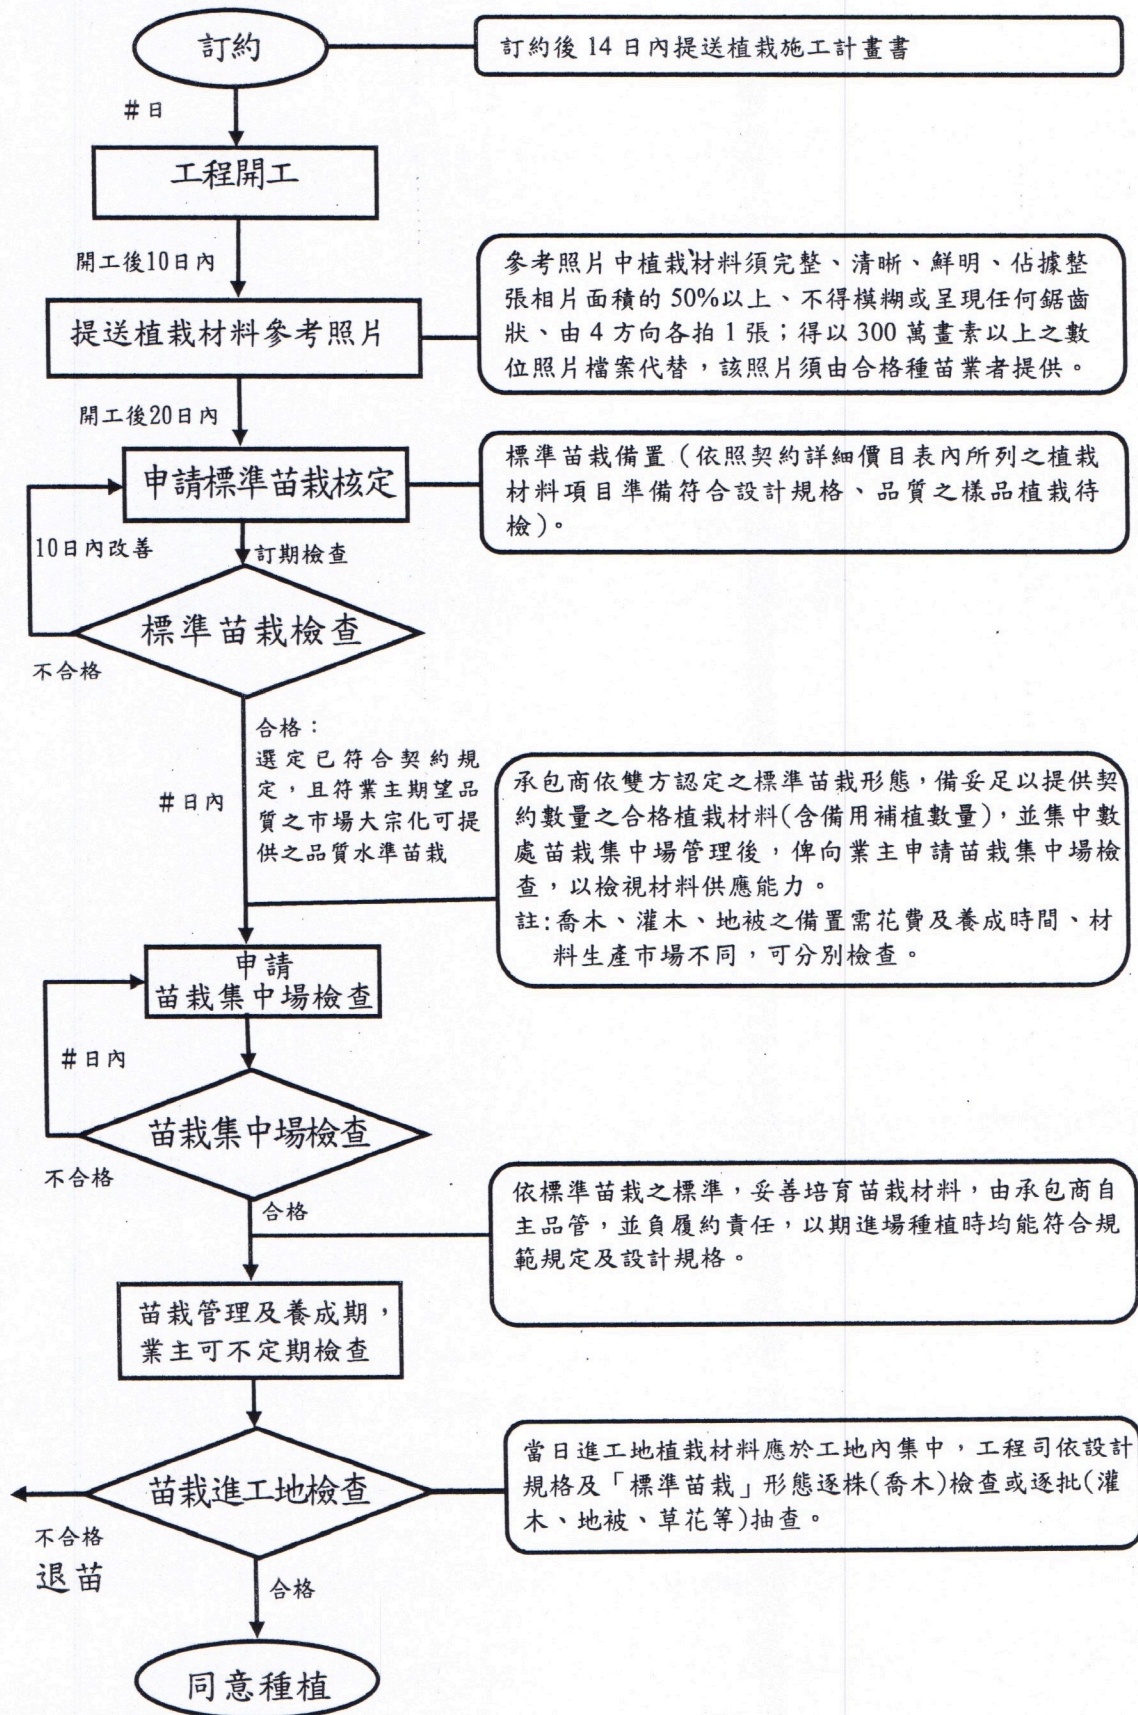 訂約
訂約後 14 日內提送植栽施工計畫書
#日
工程開工
開工後10日內
提送植栽材料參考照片
參考照片中植栽材料須完整、清晰、鮮明、佔據整
張相片面積的 50%以上、不得模糊或呈現任何鋸齒
狀、由 4 方向各拍 1 張；得以 300 萬畫素以上之數
位照片檔案代替，該照片須由合格種苗業者提供。
開工後20日內
申請標準苗栽核定
標準苗栽備置（依照契約詳細價目表內所列之植栽
材料項目準備符合設計規格、品質之樣品植栽待
檢）。
10日內改善
訂期檢查
標準苗栽檢查
不合格
合格：
選定已符合契約規
定，且符業主期望品
質之市場大宗化可提
供之品質水準苗栽
#日內
承包商依雙方認定之標準苗栽形態，備妥足以提供契
約數量之合格植栽材料(含備用補植數量)，並集中數
處苗栽集中場管理後，俾向業主申請苗栽集中場檢
查，以檢視材料供應能力。
註:喬木、灌木、地被之備置需花費及養成時間、材
料生產市場不同，可分別檢查。
申請
苗栽集中場檢查
#日內
苗栽集中場檢查
不合格
合格
依標準苗栽之標準，妥善培育苗栽材料，由承包商自
主品管，並負履約責任，以期進場種植時均能符合規
範規定及設計規格。
苗栽管理及養成期，
業主可不定期檢查
苗栽進工地檢查
當日進工地植栽材料應於工地內集中，工程司依設計
規格及「標準苗栽」形態逐株(喬木)檢查或逐批(灌
木、地被、草花等)抽查。
不合格
退苗
合格
同意種植